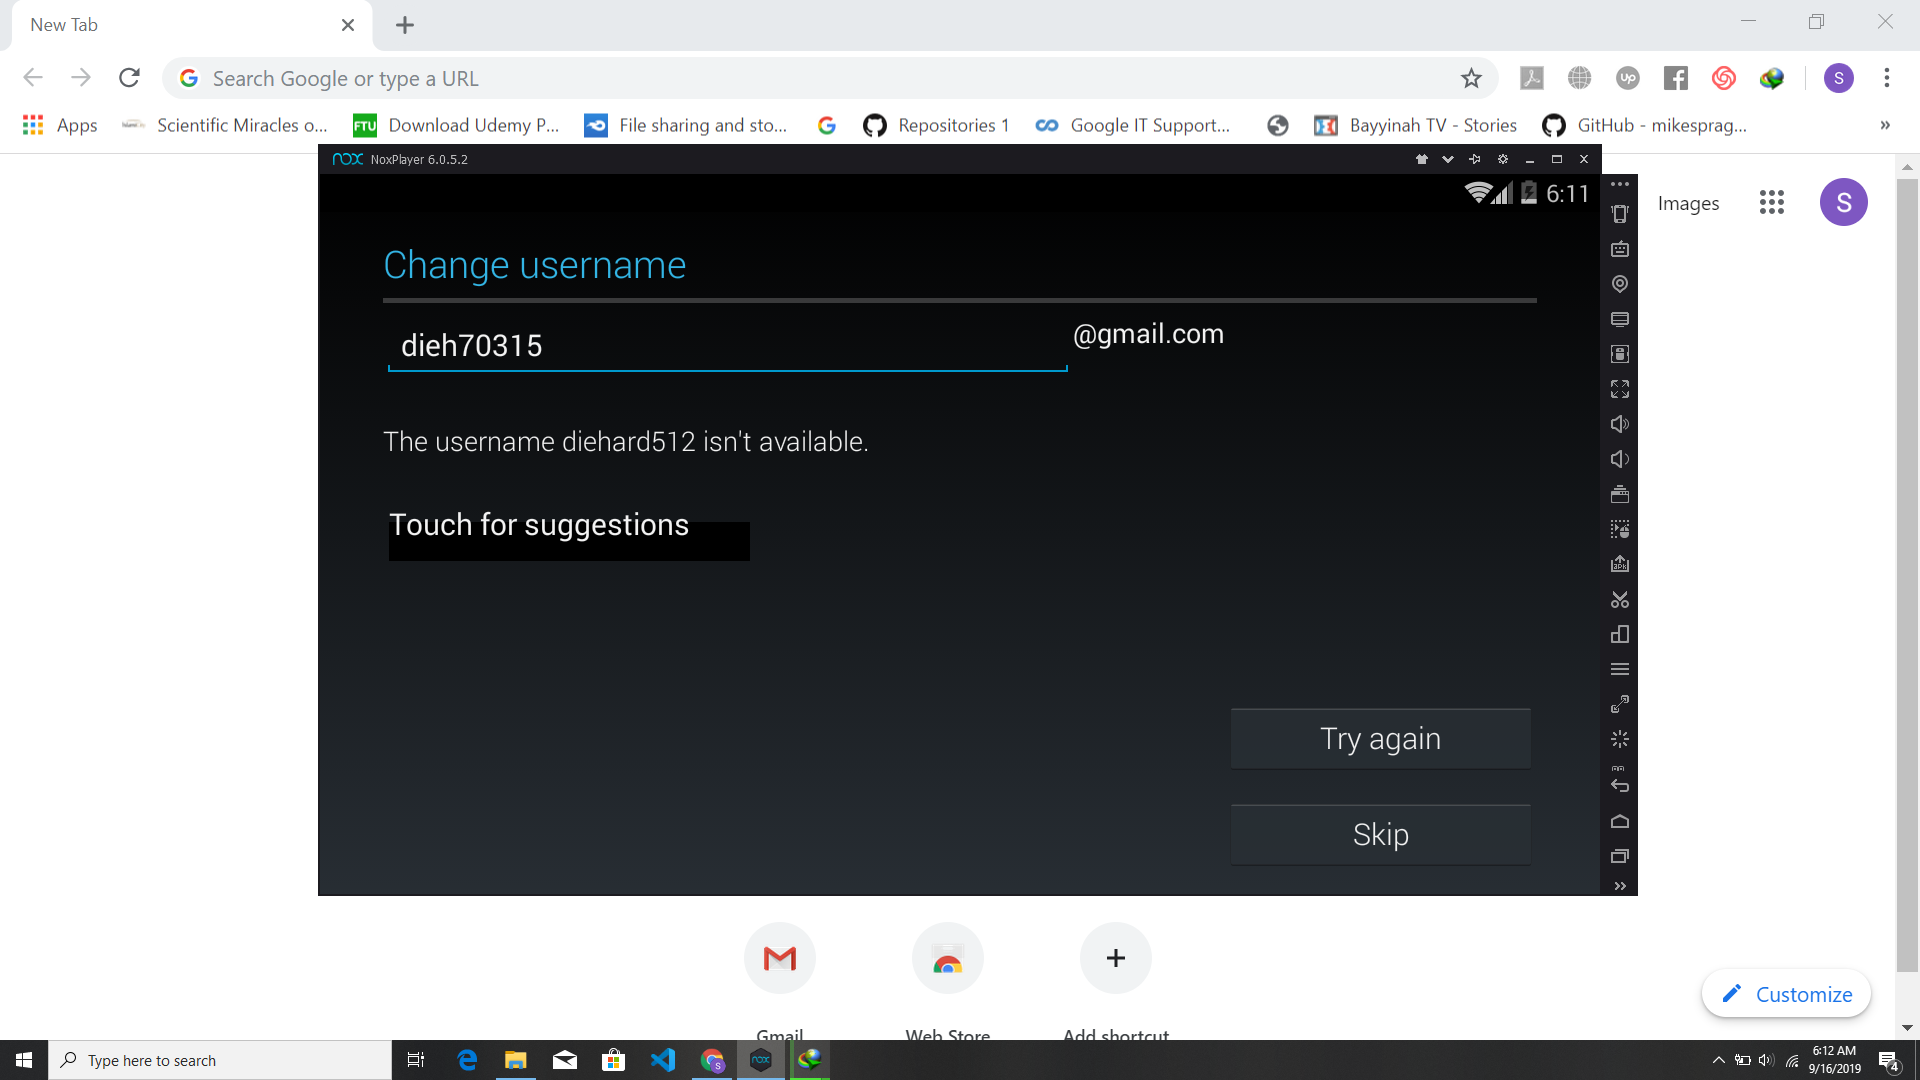 New Tab
Search Google or type a URL
Apps
Scientific Miracles o...
FTU
Download Udemy P...
File sharing and sto...
Repositories 1
Google IT Support...
Bayyinah TV - Stories
GitHub - mikesprag...
»
nox NoxPlayer 6.0.5.2
6:11
Images
S
Change username
dieh70315
@gmail.com
The username diehard512 isn't available.
Touch for suggestions
Try again
Skip
Gmail
Web Store
Add shortcut
Customize
Type here to search
6:12 AM
9/16/2019
4